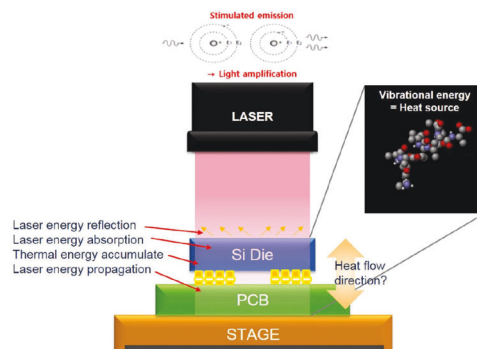 Stimulated emission
→ Light amplification
LASER
Vibrational energy
= Heat source
Laser energy reflection
Laser energy absorption
Thermal energy accumulate
Laser energy propagation
Si Die
Heat flow
direction?
PCB
STAGE